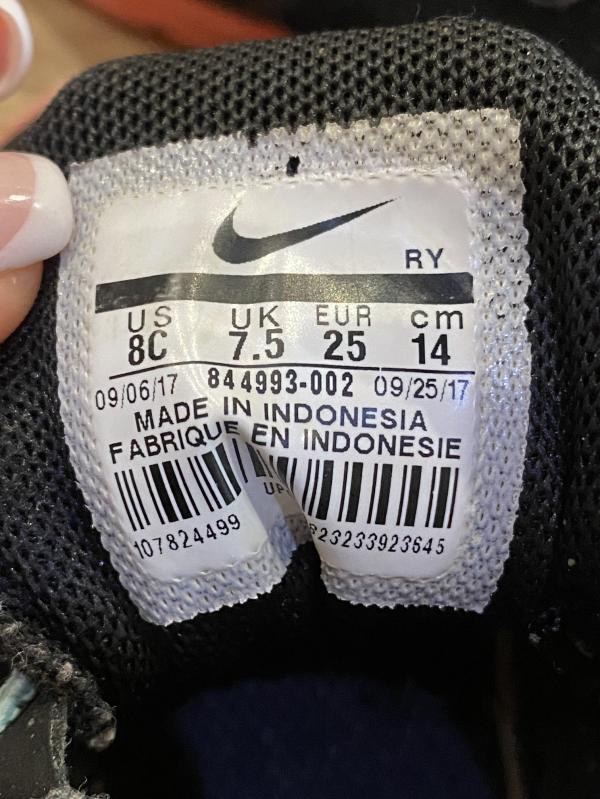 RY
US UK EUR cm
8C 7.5 25 14
09/06/17 844993-002 09/25/17
MADE IN INDONESIA
FABRIQUE EN INDONESIE
107824499
23233923645